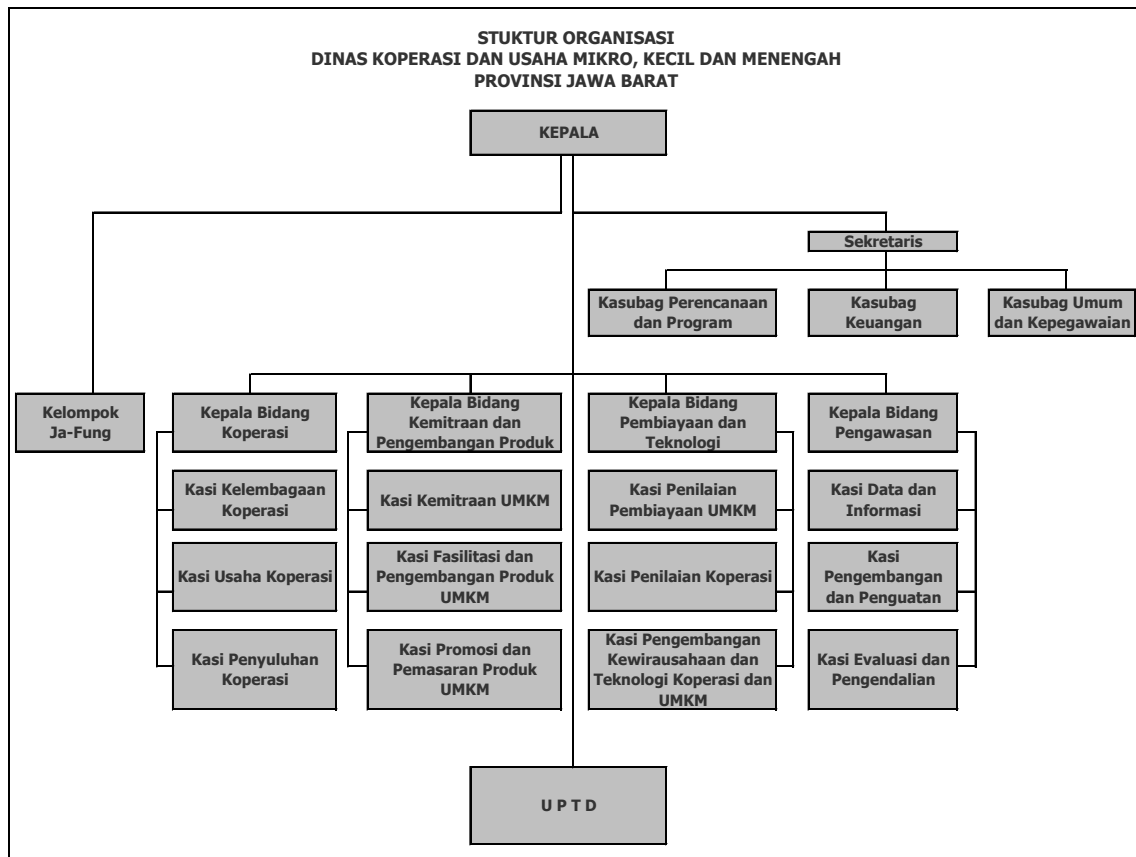 STUKTUR ORGANISASI
DINAS KOPERASI DAN USAHA MIKRO, KECIL DAN MENENGAH
PROVINSI JAWA BARAT
KEPALA
Sekretaris
Kasubag Perencanaan
dan Program
Kasubag
Keuangan
Kasubag Umum
dan Kepegawaian
Kelompok
Ja-Fung
Kepala Bidang
Koperasi
Kepala Bidang
Kemitraan dan
Pengembangan Produk
Kepala Bidang
Pembiayaan dan
Teknologi
Kepala Bidang
Pengawasan
Kasi Kelembagaan
Koperasi
Kasi Kemitraan UMKM
Kasi Penilaian
Pembiayaan UMKM
Kasi Data dan
Informasi
Kasi Usaha Koperasi
Kasi Fasilitasi dan
Pengembangan Produk
UMKM
Kasi Penilaian Koperasi
Kasi
Pengembangan
dan Penguatan
Kasi Penyuluhan
Koperasi
Kasi Promosi dan
Pemasaran Produk
UMKM
Kasi Pengembangan
Kewirausahaan dan
Teknologi Koperasi dan
UMKM
Kasi Evaluasi dan
Pengendalian
U P T D